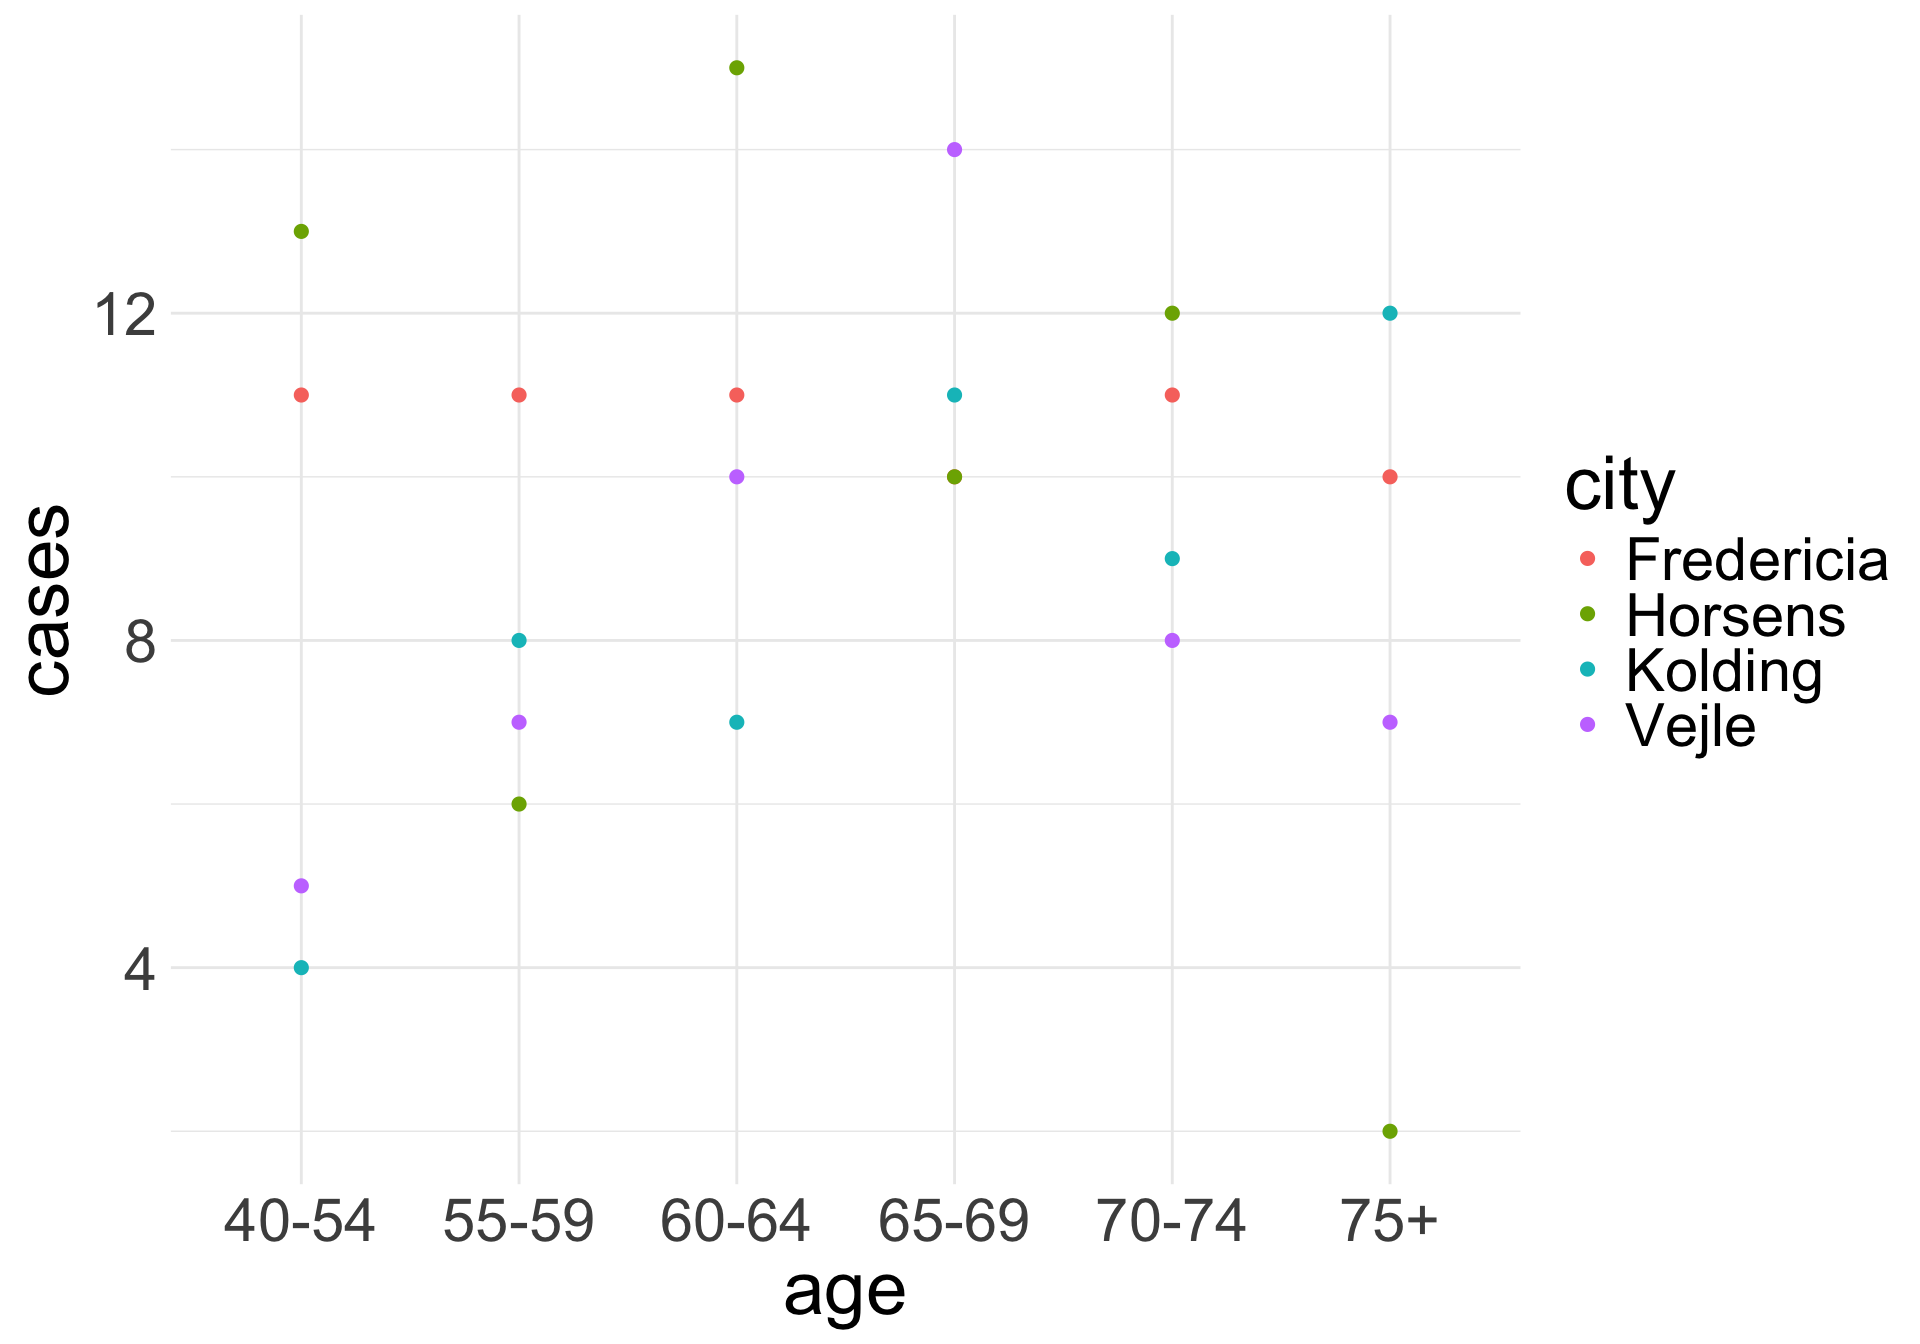 12
8
4
cases
40-54 55-59 60-64 65-69 70-74 75+
age
city
Fredericia
Horsens
Kolding
Vejle